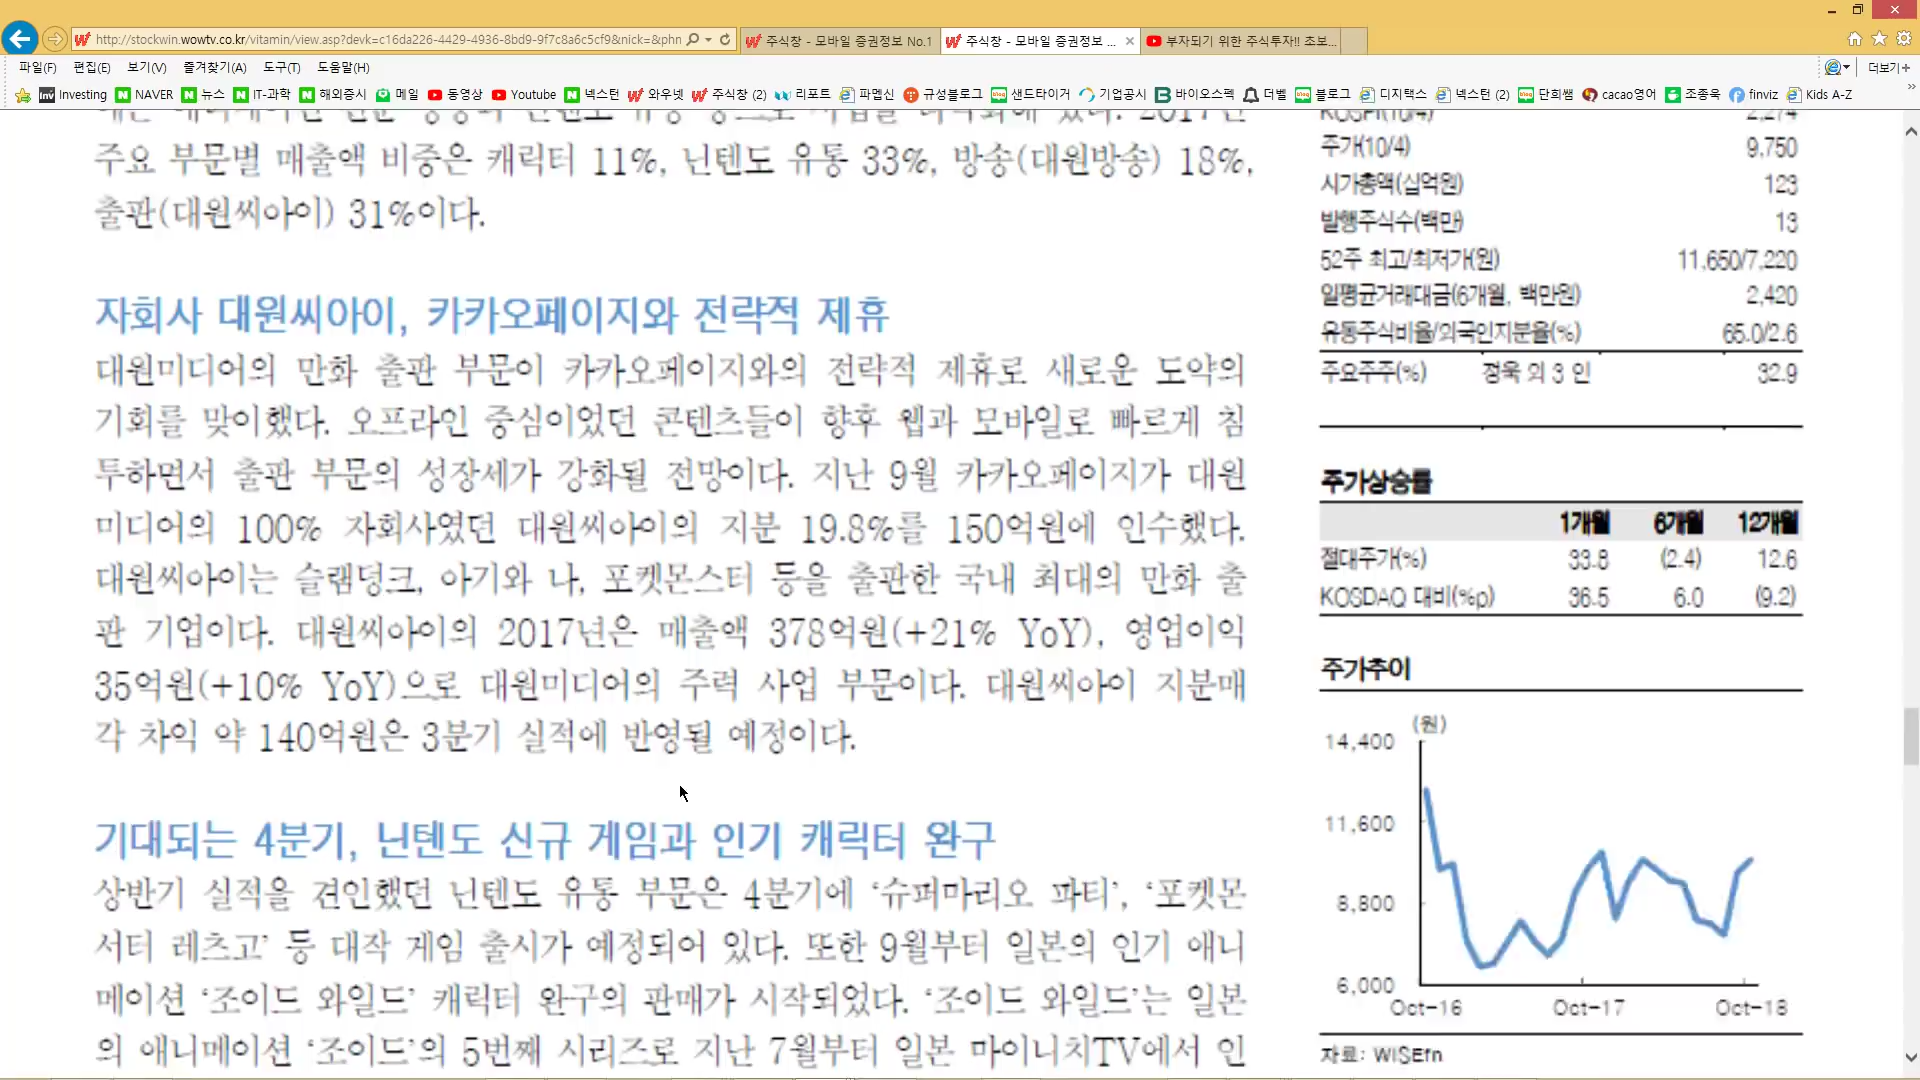 http://stockwin.wowtv.co.kr/vitamin/view.asp?devk=c16da226-4429-4936-8bd9-9f7c8a6c5cf9&nick=&phn
주식창 - 모바일 증권정보 No.1
주식창 - 모바일 증권정보 ...
부자되기 위한 주식투자!! 초보...
파일(F) 편집(E) 보기(V) 즐겨찾기(A) 도구(T) 도움말(H)
더보기
Investing NAVER 뉴스 IT-과학 해외증시 메일 동영상 Youtube 넥스턴 와우넷 주식창 (2) 리포트 파멥신 규성블로그 샌드타이거 기업공시 바이오스펙 더벨 블로그 디지택스 넥스턴 (2) 단희쌤 cacao영어 조종욱 finviz Kids A-Z
주요 부문별 매출액 비중은 캐릭터 11%, 닌텐도 유통 33%, 방송(대원방송) 18%,
출판(대원씨아이) 31%이다.
자회사 대원씨아이, 카카오페이지와 전략적 제휴
대원미디어의 만화 출판 부문이 카카오페이지와의 전략적 제휴로 새로운 도약의
기회를 맞이했다. 오프라인 중심이었던 콘텐츠들이 향후 웹과 모바일로 빠르게 침
투하면서 출판 부문의 성장세가 강화될 전망이다. 지난 9월 카카오페이지가 대원
미디어의 100% 자회사였던 대원씨아이의 지분 19.8%를 150억원에 인수했다.
대원씨아이는 슬램덩크, 아기와 나, 포켓몬스터 등을 출판한 국내 최대의 만화 출
판 기업이다. 대원씨아이의 2017년은 매출액 378억원(+21% YoY), 영업이익
35억원(+10% YoY)으로 대원미디어의 주력 사업 부문이다. 대원씨아이 지분매
각 차익 약 140억원은 3분기 실적에 반영될 예정이다.
기대되는 4분기, 닌텐도 신규 게임과 인기 캐릭터 완구
상반기 실적을 견인했던 닌텐도 유통 부문은 4분기에 ‘슈퍼마리오 파티’, ‘포켓몬
서터 레츠고’ 등 대작 게임 출시가 예정되어 있다. 또한 9월부터 일본의 인기 애니
메이션 ‘조이드 와일드’ 캐릭터 완구의 판매가 시작되었다. ‘조이드 와일드’는 일본
의 애니메이션 ‘조이드’의 5번째 시리즈로 지난 7월부터 일본 마이니치TV에서 인
KOSPI(10/4) 2,274
주가(10/4) 9,750
시가총액(십억원) 123
발행주식수(백만) 13
52주 최고/최저가(원) 11,650/7,220
일평균거래대금(6개월, 백만원) 2,420
유동주식비율/외국인지분율(%) 65.0/2.6
주요주주(%) 정욱 외 3 인 32.9
주가상승률
1개월 6개월 12개월
절대주가(%) 33.8 (2.4) 12.6
KOSDAQ 대비(%p) 36.5 6.0 (9.2)
주가추이
(원)
14,400
11,600
8,800
6,000
Oct-16 Oct-17 Oct-18
자료: WISEfn